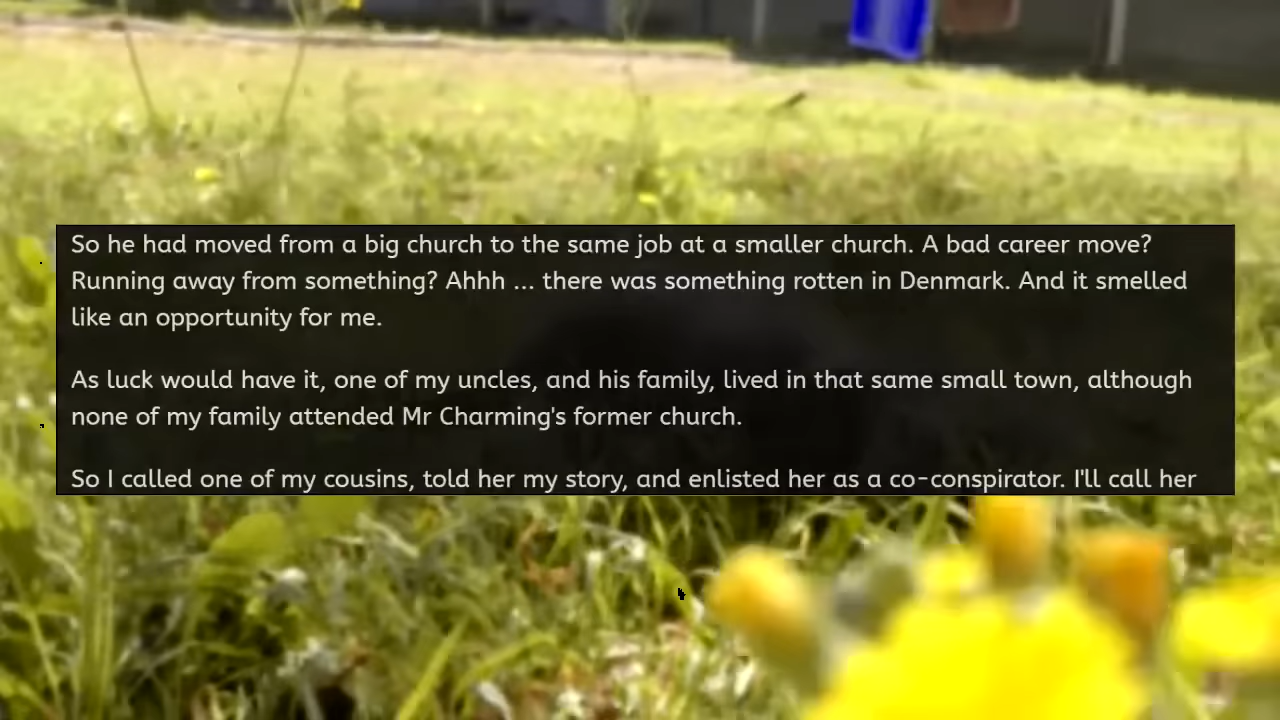 So he had moved from a big church to the same job at a smaller church. A bad career move?
Running away from something? Ahhh ... there was something rotten in Denmark. And it smelled
like an opportunity for me.
As luck would have it, one of my uncles, and his family, lived in that same small town, although
none of my family attended Mr Charming's former church.
So I called one of my cousins, told her my story, and enlisted her as a co-conspirator. I'll call her